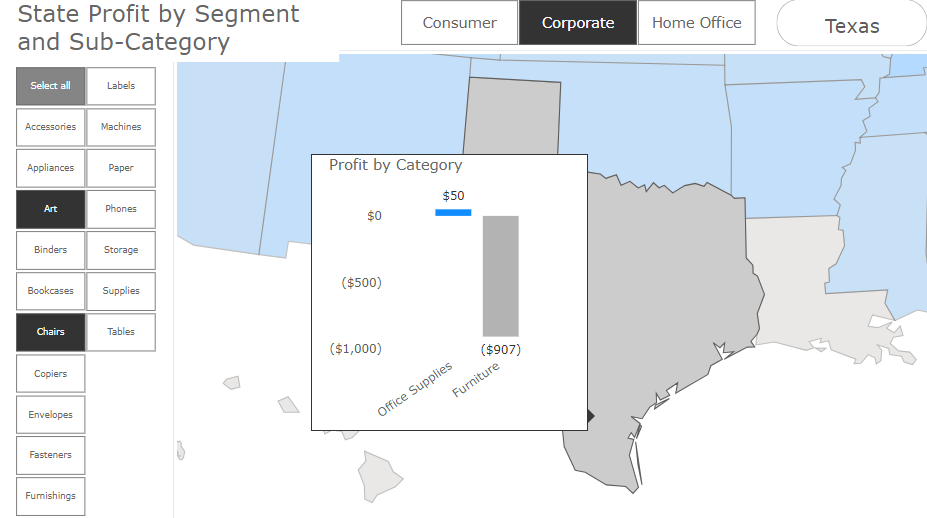 State Profit by Segment
and Sub-Category
Consumer
Corporate
Home Office
Texas
Select all
Labels
Accessories
Machines
Appliances
Paper
Art
Phones
Binders
Storage
Bookcases
Supplies
Chairs
Tables
Copiers
Envelopes
Fasteners
Furnishings
Profit by Category
$50
$0
($500)
($1,000)
($907)
Office Supplies
Furniture